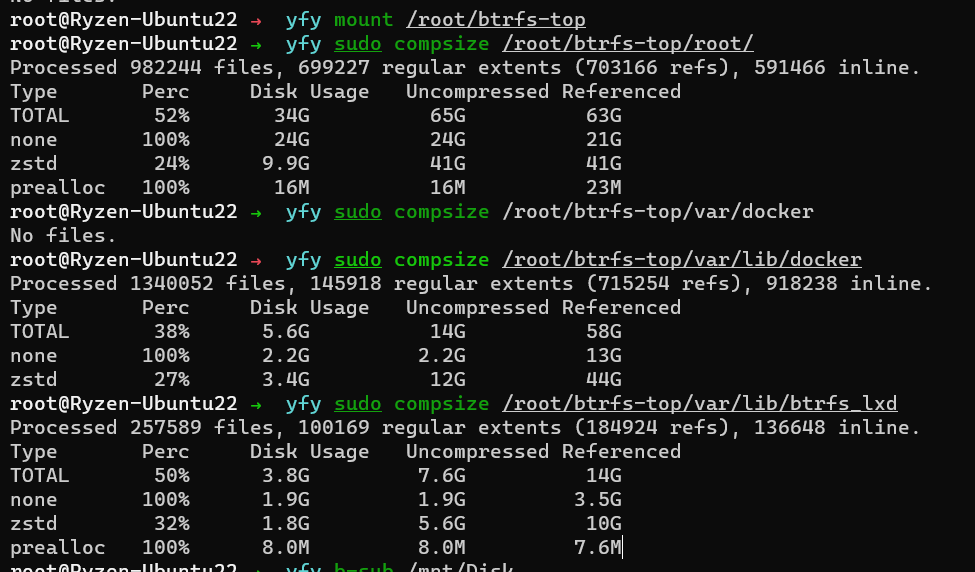 root@Ryzen-Ubuntu22 → yfy mount /root/btrfs-top
root@Ryzen-Ubuntu22 → yfy sudo compsize /root/btrfs-top/root/
Processed 982244 files, 699227 regular extents (703166 refs), 591466 inline.
Type Perc Disk Usage Uncompressed Referenced
TOTAL 52% 34G 65G 63G
none 100% 24G 24G 21G
zstd 24% 9.9G 41G 41G
prealloc 100% 16M 16M 23M
root@Ryzen-Ubuntu22 → yfy sudo compsize /root/btrfs-top/var/docker
No files.
root@Ryzen-Ubuntu22 → yfy sudo compsize /root/btrfs-top/var/lib/docker
Processed 1340052 files, 145918 regular extents (715254 refs), 918238 inline.
Type Perc Disk Usage Uncompressed Referenced
TOTAL 38% 5.6G 14G 58G
none 100% 2.2G 2.2G 13G
zstd 27% 3.4G 12G 44G
root@Ryzen-Ubuntu22 → yfy sudo compsize /root/btrfs-top/var/lib/btrfs_lxd
Processed 257589 files, 100169 regular extents (184924 refs), 136648 inline.
Type Perc Disk Usage Uncompressed Referenced
TOTAL 50% 3.8G 7.6G 14G
none 100% 1.9G 1.9G 3.5G
zstd 32% 1.8G 5.6G 10G
prealloc 100% 8.0M 8.0M 7.6M
root@Ryzen-Ubuntu22 → yfy b-sub /mnt/Disk